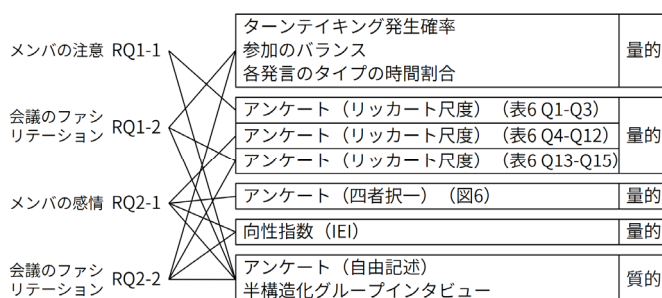 メンバの注意 RQ1-1
会議のファシ
リテーション RQ1-2
メンバの感情 RQ2-1
会議のファシ
リテーション RQ2-2
ターンテイキング発生確率
参加のバランス
各発言のタイプの時間割合
量的
アンケート（リッカート尺度）（表6 Q1-Q3）
アンケート（リッカート尺度）（表6 Q4-Q12）
アンケート（リッカート尺度）（表6 Q13-Q15）
量的
アンケート（四者択一）（図6）
量的
向性指数（IEI）
量的
アンケート（自由記述）
半構造化グループインタビュー
質的